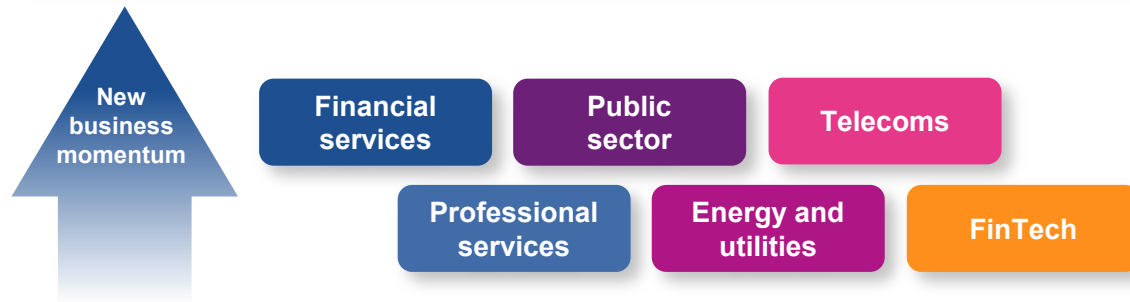 New
business
momentum
Financial
services
Public
sector
Telecoms
Professional
services
Energy and
utilities
FinTech